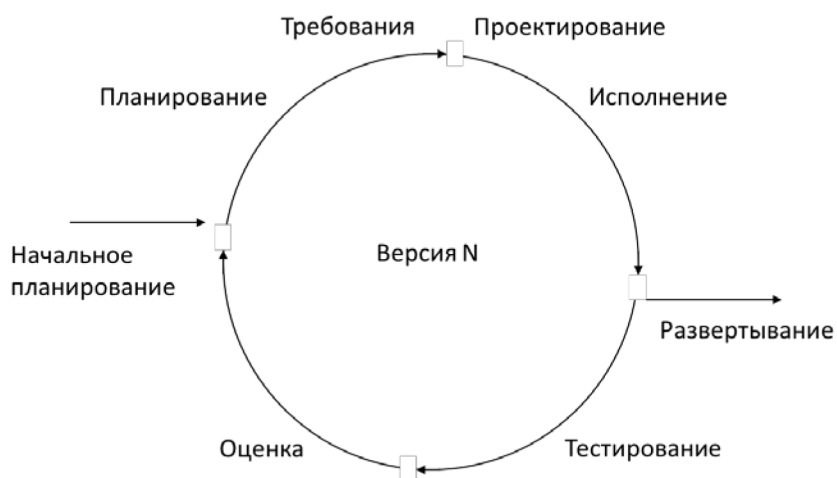 Требования
Проектирование
Планирование
Исполнение
Начальное
планирование
Версия N
Развертывание
Оценка
Тестирование